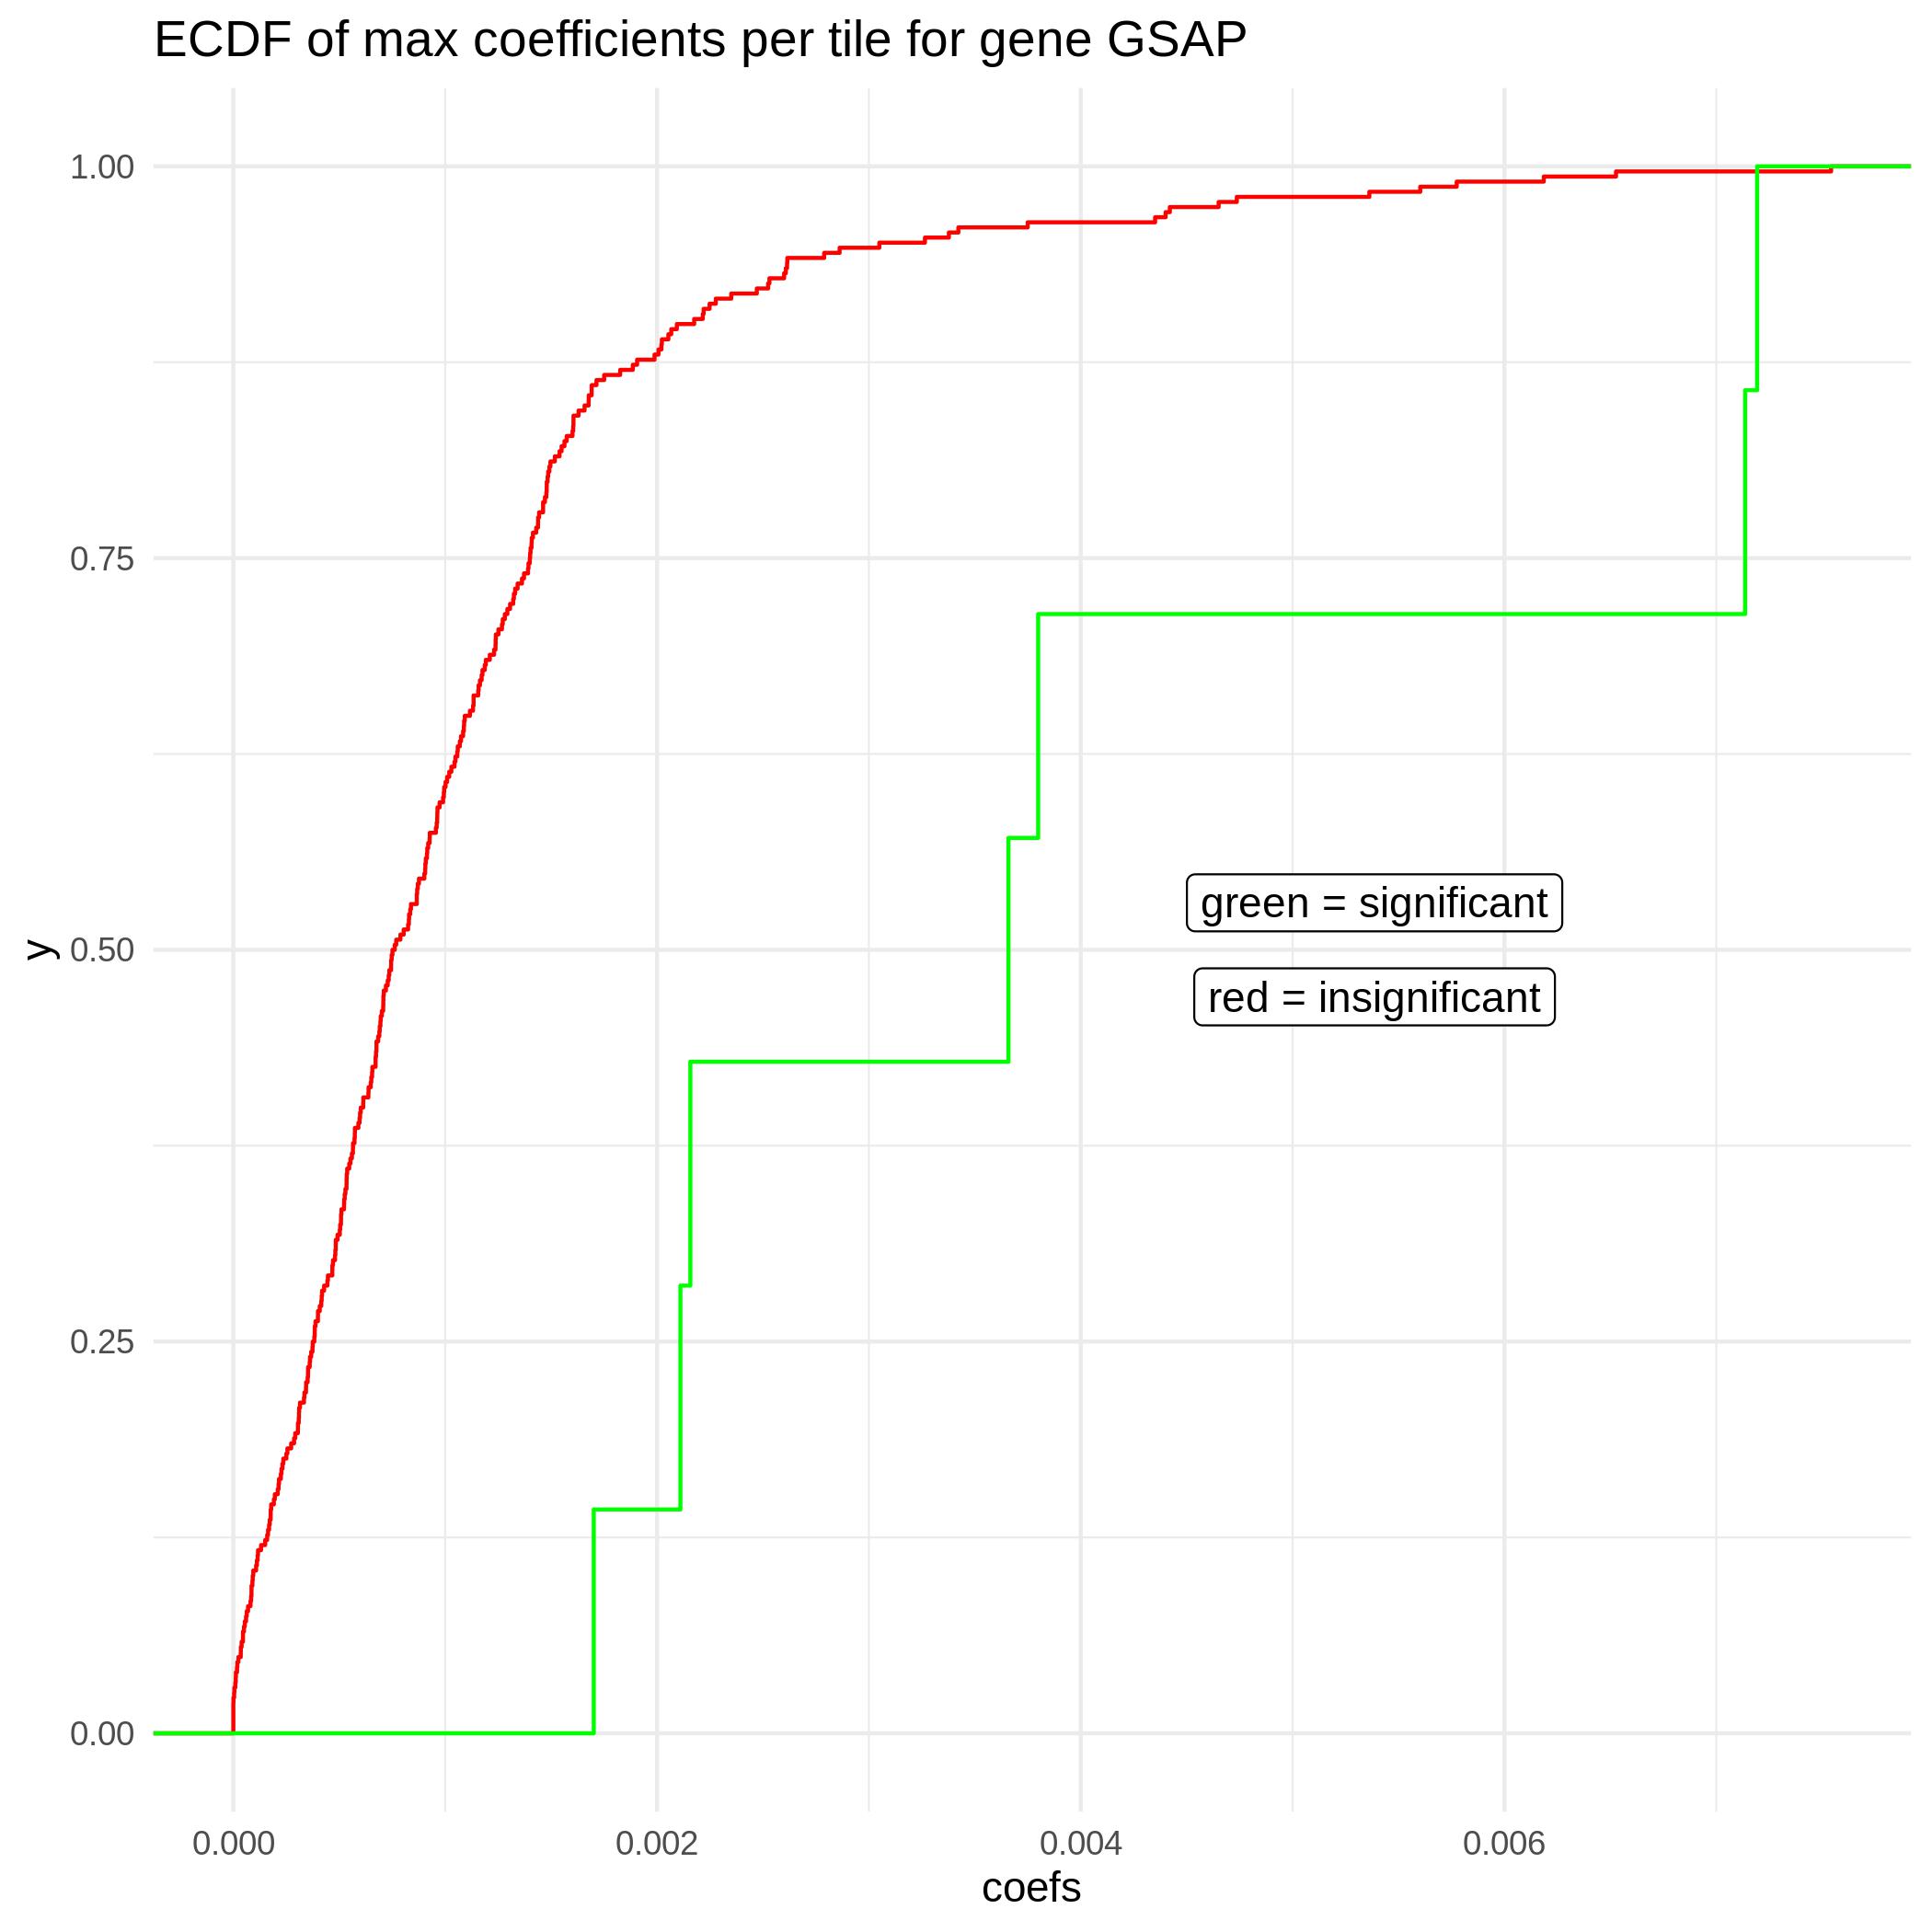 ECDF of max coefficients per tile for gene GSAP
1.00
0.75
0.50
0.25
0.00
y
green = significant
red = insignificant
0.000 0.002 0.004 0.006
coefs